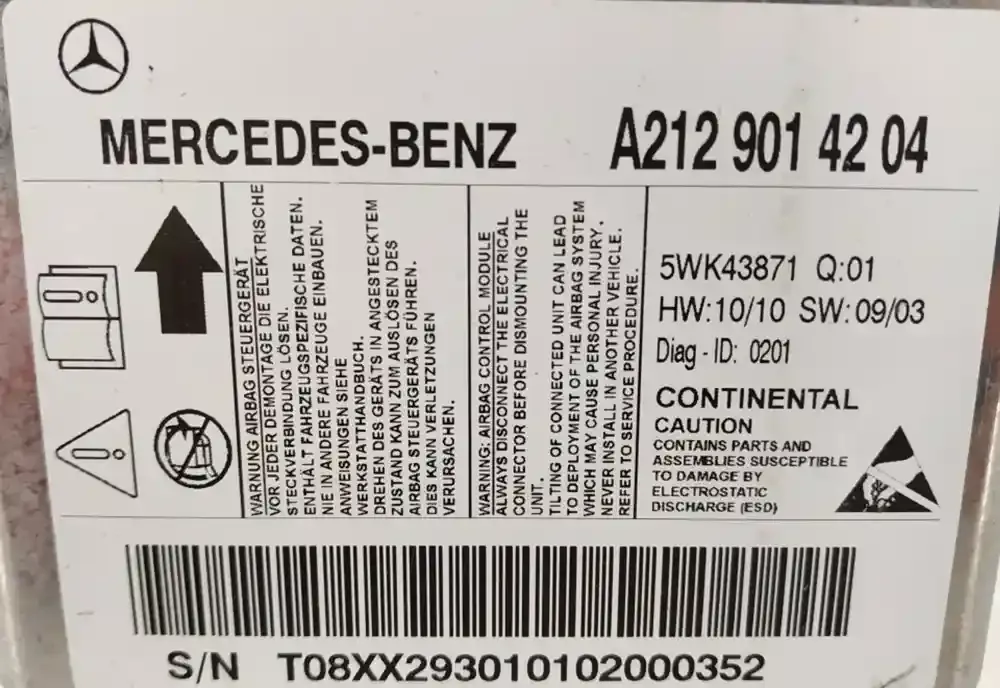 MERCEDES-BENZ A212 901 42 04
WARNUNG AIRBAG STEUERGERÄT
VOR JEDER DEMONTAGE DIE ELEKTRISCHE
STECKVERBINDUNG LÖSEN.
ENTHÄLT FAHRZEUGSPEZIFISCHE DATEN.
NIE IN ANDERE FAHRZEUGE EINBAUEN.
ANWEISUNGEN SIEHE
WERKSTATTHANDBUCH.
DREHEN DES GERÄTS IN ANGESTECKTEM
ZUSTAND KANN ZUM AUSLÖSEN DES
AIRBAG STEUERGERÄTS FÜHREN.
DIES KANN VERLETZUNGEN
VERURSACHEN.
WARNING: AIRBAG CONTROL MODULE
ALWAYS DISCONNECT THE ELECTRICAL
CONNECTOR BEFORE DISMOUNTING THE
UNIT.
TILTING OF CONNECTED UNIT CAN LEAD
TO DEPLOYMENT OF THE AIRBAG SYSTEM
WHICH MAY CAUSE PERSONAL INJURY.
NEVER INSTALL IN ANOTHER VEHICLE.
REFER TO SERVICE PROCEDURE.
5WK43871 Q:01
HW:10/10 SW:09/03
Diag - ID: 0201
CONTINENTAL
CAUTION
CONTAINS PARTS AND
ASSEMBLIES SUSCEPTIBLE
TO DAMAGE BY
ELECTROSTATIC
DISCHARGE (ESD)
S/N T08XX293010102000352